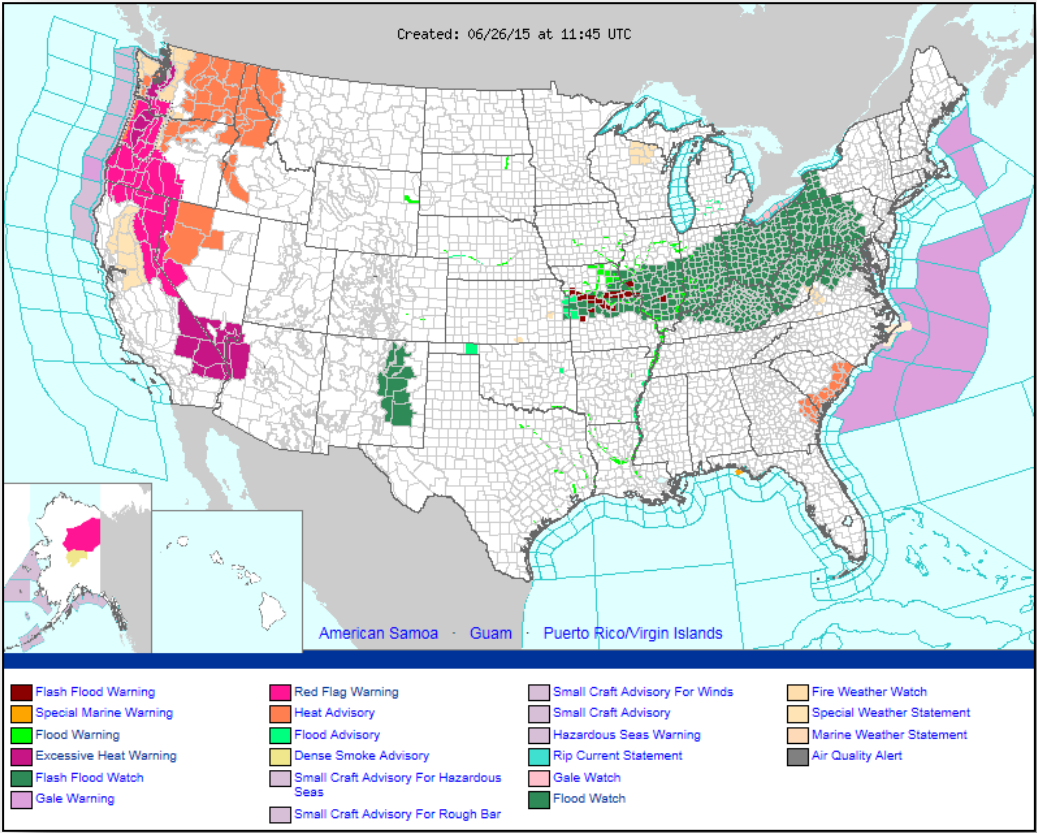 Created: 06/26/15 at 11:45 UTC
American Samoa · Guam · Puerto Rico/Virgin Islands
Flash Flood Warning
Special Marine Warning
Flood Warning
Excessive Heat Warning
Flash Flood Watch
Gale Warning
Red Flag Warning
Heat Advisory
Flood Advisory
Dense Smoke Advisory
Small Craft Advisory For Hazardous
Seas
Small Craft Advisory For Rough Bar
Small Craft Advisory For Winds
Small Craft Advisory
Hazardous Seas Warning
Rip Current Statement
Gale Watch
Flood Watch
Fire Weather Watch
Special Weather Statement
Marine Weather Statement
Air Quality Alert